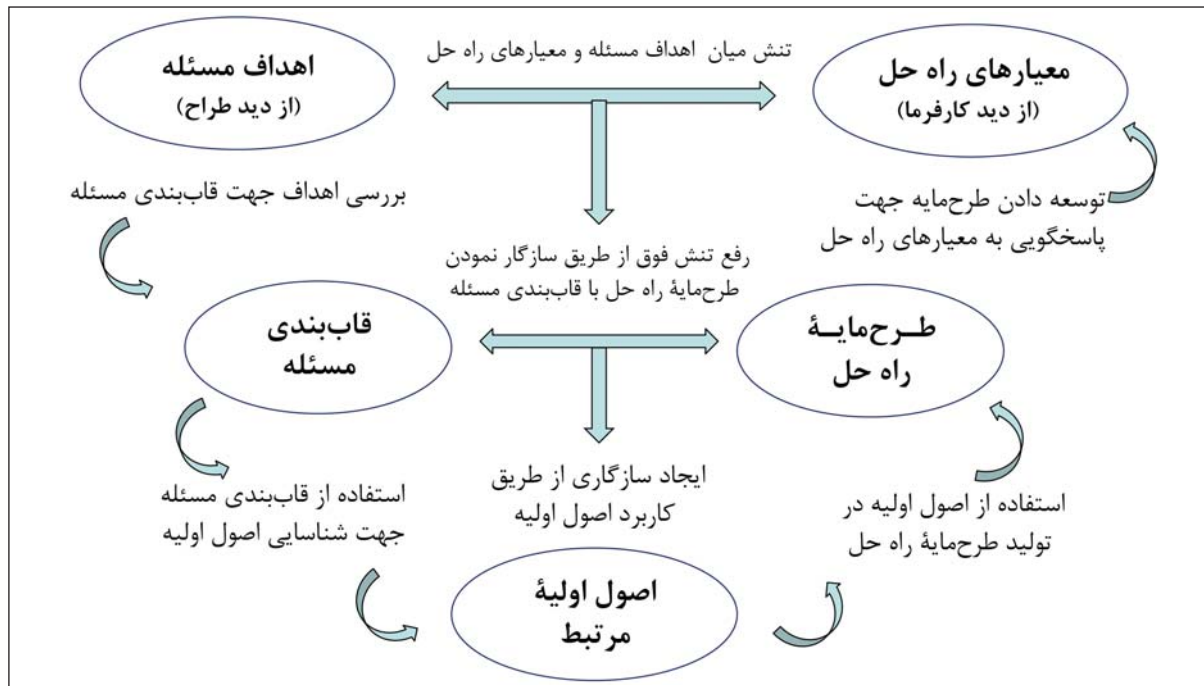 معیارهای راه حل
(از دید کارفرما)
تنش میان اهداف مسئله و معیارهای راه حل
اهداف مسئله
(از دید طراح)
توسعه دادن طرح‌مایه جهت
پاسخگویی به معیارهای راه حل
بررسی اهداف جهت قاب‌بندی مسئله
رفع تنش فوق از طریق سازگار نمودن
طرح‌مایهٔ راه حل با قاب‌بندی مسئله
طـرح‌مایـهٔ
راه حل
قاب‌بندی
مسئله
استفاده از اصول اولیه در
تولید طرح‌مایهٔ راه حل
ایجاد سازگاری از طریق
کاربرد اصول اولیه
استفاده از قاب‌بندی مسئله
جهت شناسایی اصول اولیه
اصول اولیهٔ
مرتبط